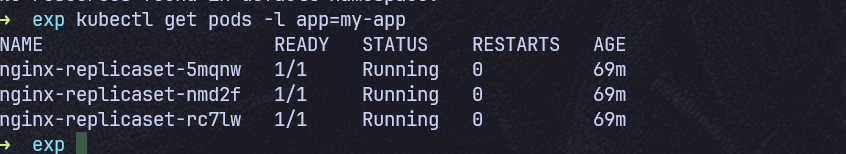 ➜ exp kubectl get pods -l app=my-app
NAME READY STATUS RESTARTS AGE
nginx-replicaset-5mqnw 1/1 Running 0 69m
nginx-replicaset-nmd2f 1/1 Running 0 69m
nginx-replicaset-rc7lw 1/1 Running 0 69m
➜ exp